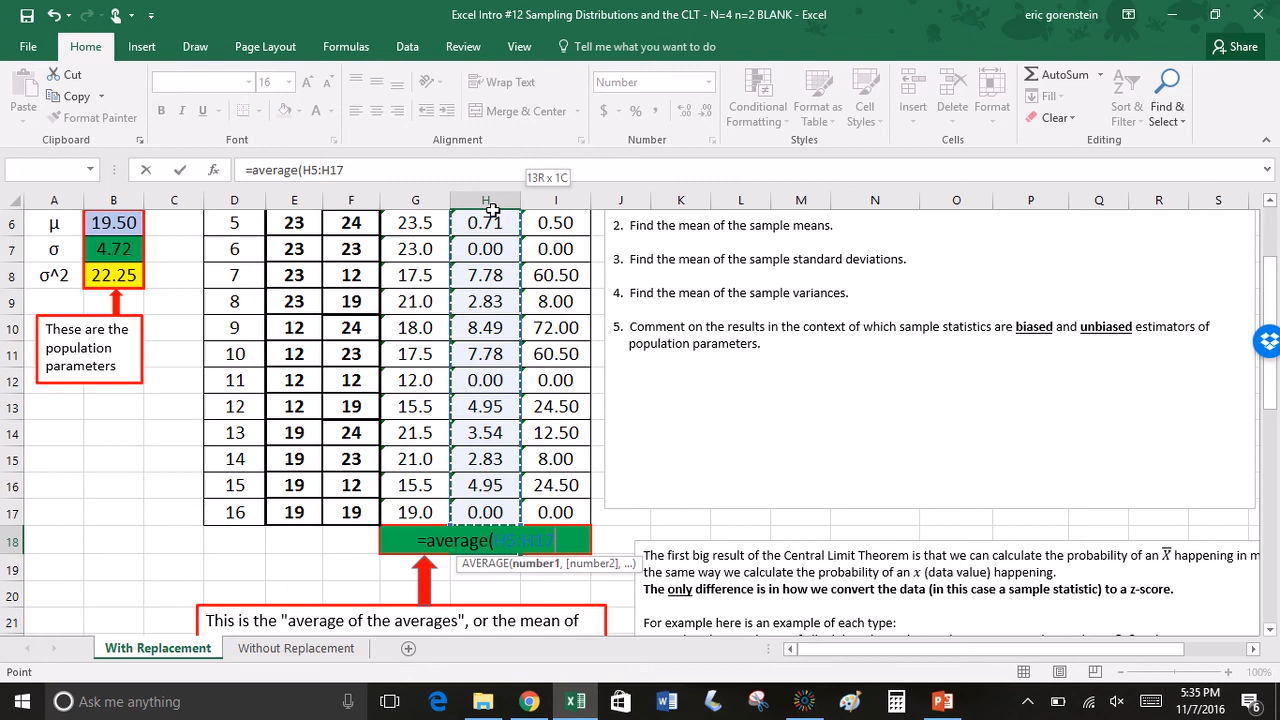 Excel Intro #12 Sampling Distributions and the CLT - N=4 n=2 BLANK - Excel
eric gorenstein
File Home Insert Draw Page Layout Formulas Data Review View Tell me what you want to do Share
Paste
Cut
Copy
Format Painter
16
A A
B I U
Wrap Text
Merge & Center
Number
$ % ,
Conditional Formatting
Format as Table
Cell Styles
Insert
Delete
Format
AutoSum
Fill
Clear
Sort & Filter
Find & Select
Clipboard Font Alignment Number Styles Cells Editing
fx =average(H5:H17
13R x 1C
A B C D E F G H I J K L M N O P Q R S
6 μ 19.50 5 23 24 23.5 0.71 0.50
7 σ 4.72 6 23 23 23.0 0.00 0.00
8 σ^2 22.25 7 23 12 17.5 7.78 60.50
9 8 23 19 21.0 2.83 8.00
10 9 12 24 18.0 8.49 72.00
11 10 12 23 17.5 7.78 60.50
12 11 12 12 12.0 0.00 0.00
13 12 12 19 15.5 4.95 24.50
14 13 19 24 21.5 3.54 12.50
15 14 19 23 21.0 2.83 8.00
16 15 19 12 15.5 4.95 24.50
17 16 19 19 19.0 0.00 0.00
18 =average(H5:H17
19
20
21
These are the
population
parameters
AVERAGE(number1, [number2], ...)
This is the "average of the averages", or the mean of
2. Find the mean of the sample means.
3. Find the mean of the sample standard deviations.
4. Find the mean of the sample variances.
5. Comment on the results in the context of which sample statistics are biased and unbiased estimators of
population parameters.
The first big result of the Central Limit Theorem is that we can calculate the probability of an X̅ happening in m
the same way we calculate the probability of an x (data value) happening.
The only difference is in how we convert the data (in this case a sample statistic) to a z-score.
For example here is an example of each type:
With Replacement Without Replacement
Point
100%
Ask me anything
5:35 PM
11/7/2016
6